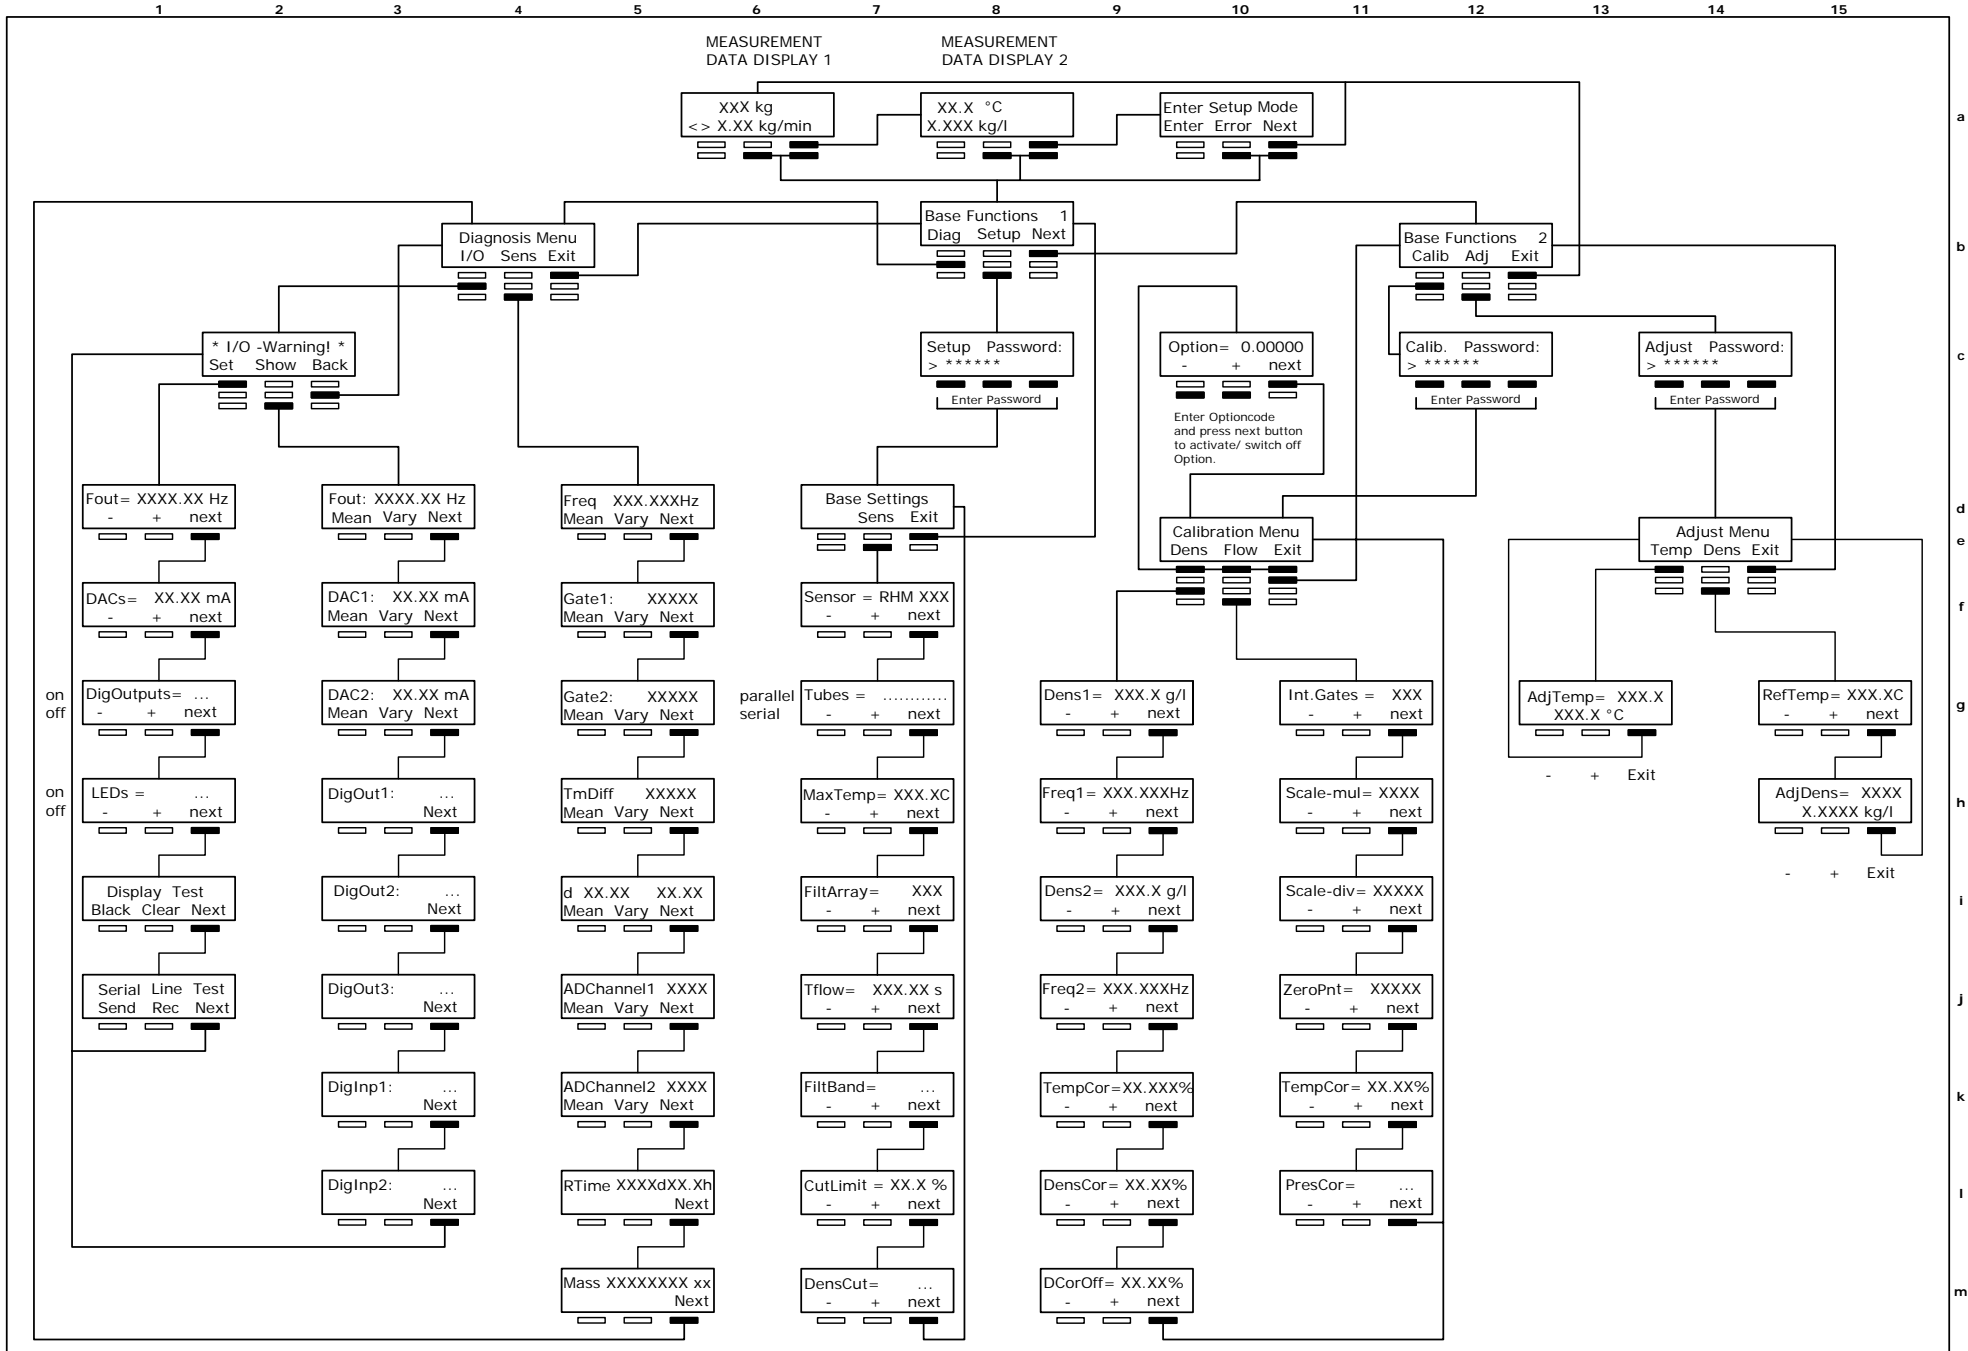 1 2 3 4 5 6 7 8 9 10 11 12 13 14 15
MEASUREMENT
DATA DISPLAY 1
MEASUREMENT
DATA DISPLAY 2
XXX kg
<> X.XX kg/min
XX.X °C
X.XXX kg/l
Enter Setup Mode
Enter Error Next
a
Diagnosis Menu
I/O Sens Exit
Base Functions 1
Diag Setup Next
Base Functions 2
Calib Adj Exit
b
* I/O -Warning! *
Set Show Back
Setup Password:
> ******
Enter Password
Option= 0.00000
- + next
Enter Optioncode
and press next button
to activate/ switch off
Option.
Calib. Password:
> ******
Enter Password
Adjust Password:
> ******
Enter Password
c
Fout= XXXX.XX Hz
- + next
Fout: XXXX.XX Hz
Mean Vary Next
Freq XXX.XXXHz
Mean Vary Next
Base Settings
Sens Exit
d
Calibration Menu
Dens Flow Exit
Adjust Menu
Temp Dens Exit
e
DACs= XX.XX mA
- + next
DAC1: XX.XX mA
Mean Vary Next
Gate1: XXXXX
Mean Vary Next
Sensor = RHM XXX
- + next
f
on
off
DigOutputs= ...
- + next
DAC2: XX.XX mA
Mean Vary Next
Gate2: XXXXX
Mean Vary Next
parallel
serial
Tubes = ............
- + next
Dens1= XXX.X g/l
- + next
Int.Gates = XXX
- + next
AdjTemp= XXX.X
XXX.X °C
- + Exit
RefTemp= XXX.XC
- + next
g
on
off
LEDs = ...
- + next
DigOut1: ...
Next
TmDiff XXXXX
Mean Vary Next
MaxTemp= XXX.XC
- + next
Freq1= XXX.XXXHz
- + next
Scale-mul= XXXX
- + next
AdjDens= XXXX
X.XXXX kg/l
- + Exit
h
Display Test
Black Clear Next
DigOut2: ...
Next
d XX.XX XX.XX
Mean Vary Next
FiltArray= XXX
- + next
Dens2= XXX.X g/l
- + next
Scale-div= XXXXX
- + next
i
Serial Line Test
Send Rec Next
DigOut3: ...
Next
ADChannel1 XXXX
Mean Vary Next
Tflow= XXX.XX s
- + next
Freq2= XXX.XXXHz
- + next
ZeroPnt= XXXXX
- + next
j
DigInp1: ...
Next
ADChannel2 XXXX
Mean Vary Next
FiltBand= ...
- + next
TempCor=XX.XXX%
- + next
TempCor= XX.XX%
- + next
k
DigInp2: ...
Next
RTime XXXXdXX.Xh
Next
CutLimit = XX.X %
- + next
DensCor= XX.XX%
- + next
PresCor= ...
- + next
l
Mass XXXXXXXX xx
Next
DensCut= ...
- + next
DCorOff= XX.XX%
- + next
m